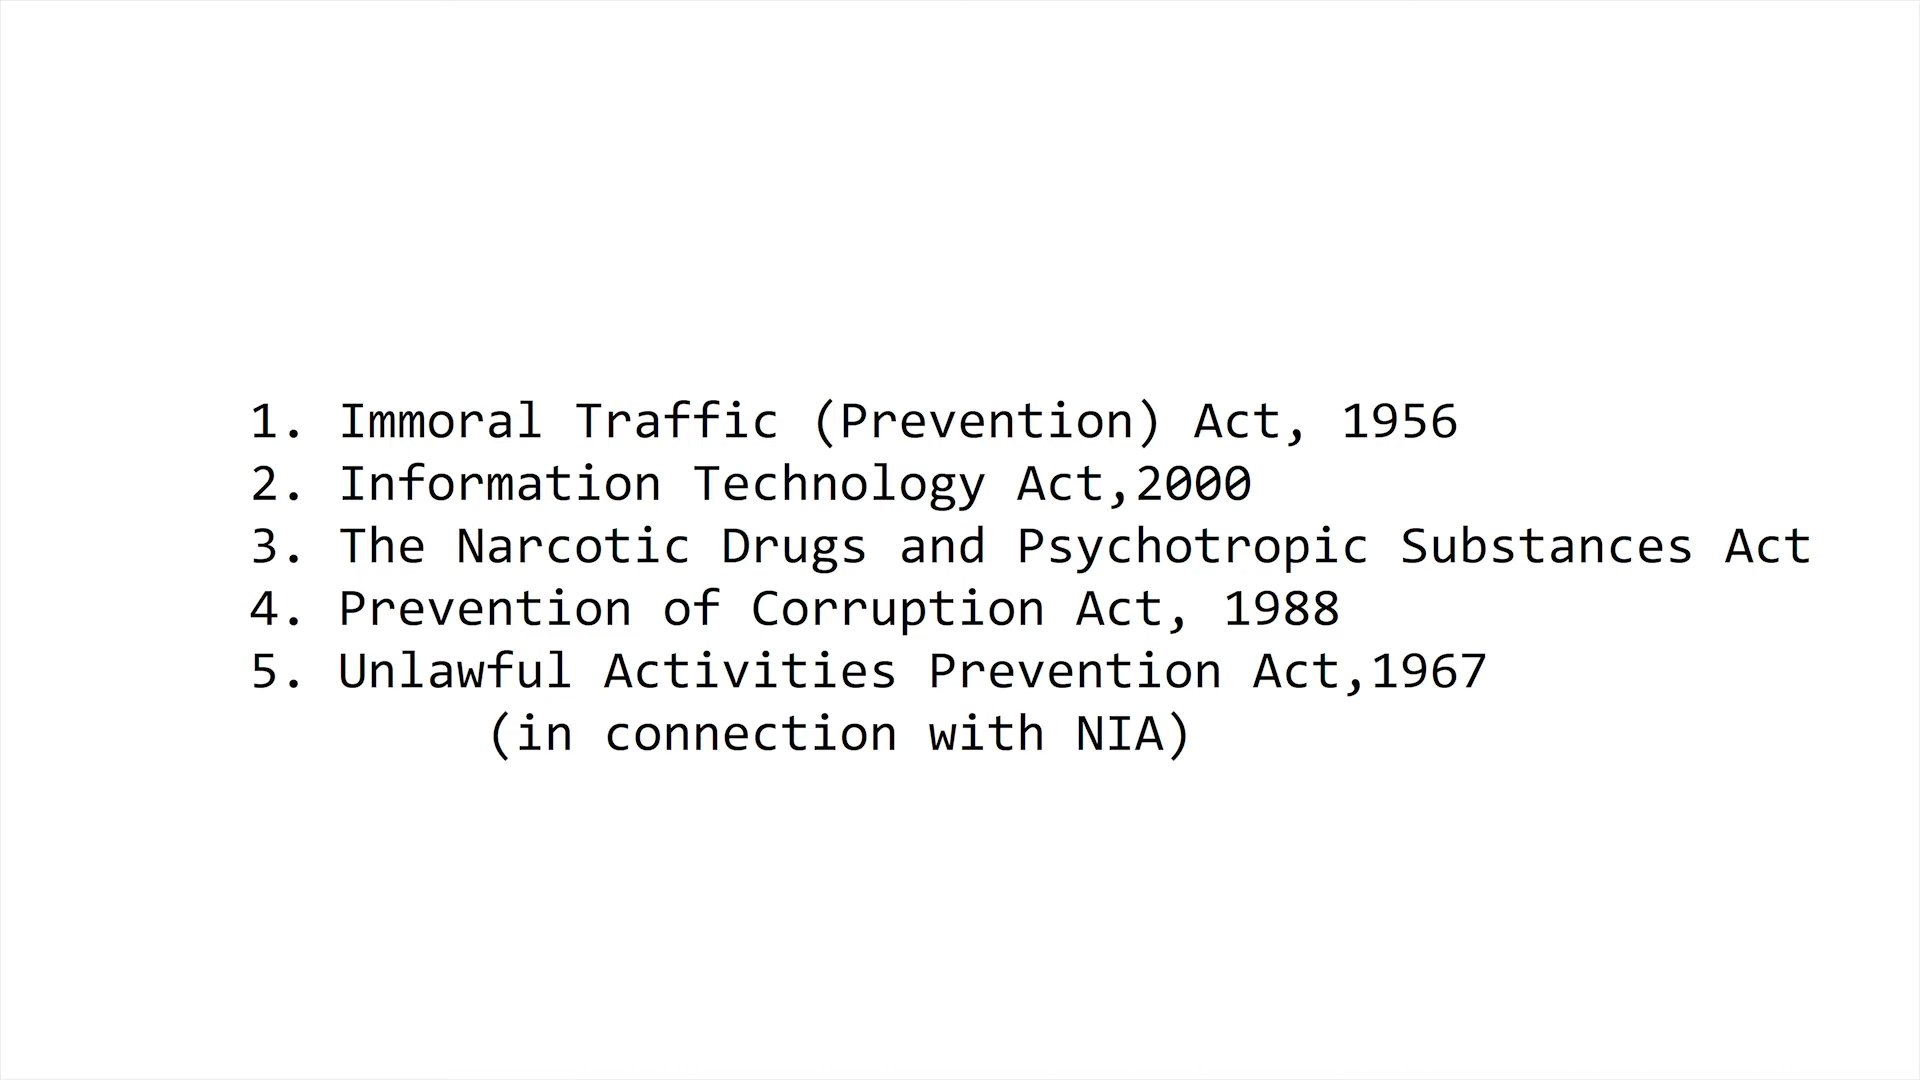 1. Immoral Traffic (Prevention) Act, 1956
2. Information Technology Act,2000
3. The Narcotic Drugs and Psychotropic Substances Act
4. Prevention of Corruption Act, 1988
5. Unlawful Activities Prevention Act,1967
(in connection with NIA)